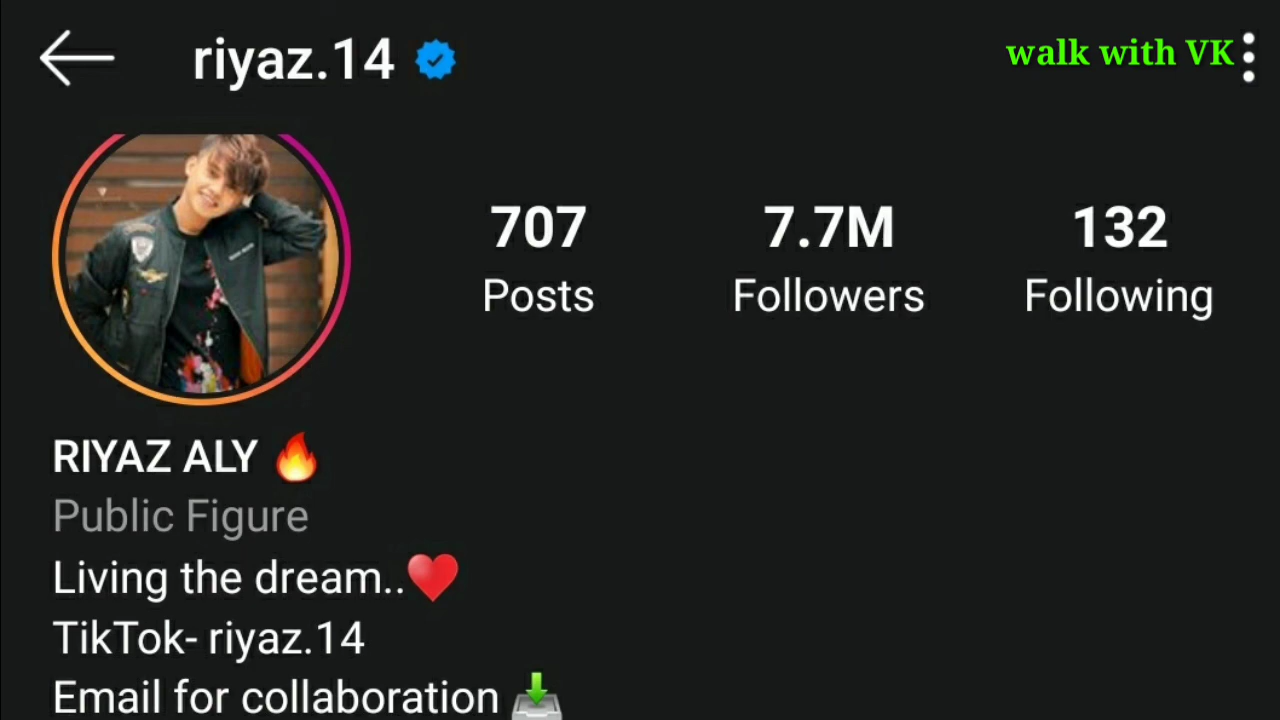 riyaz.14
walk with VK
707
Posts
7.7M
Followers
132
Following
RIYAZ ALY 🔥
Public Figure
Living the dream..❤️
TikTok- riyaz.14
Email for collaboration 📥